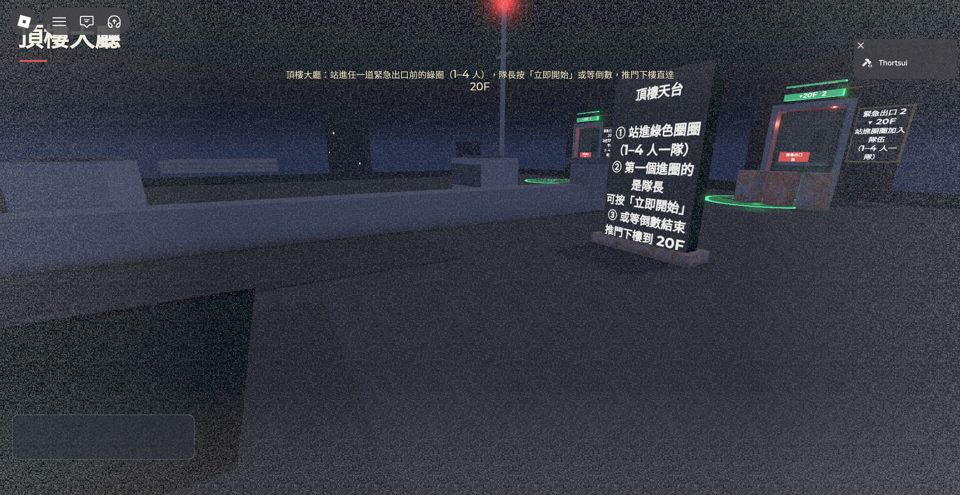 頂樓大廳
頂樓大廳：站進任一道緊急出口前的綠圈（1–4 人），隊長按「立即開始」或等倒數，推門下樓直達
20F
Thortsui
頂樓天台
① 站進綠色圈圈
（1–4 人一隊）
② 第一個進圈的
是隊長
可按「立即開始」
③ 或等倒數結束
推門下樓到 20F
20F 2
緊急出口 2
▼ 20F
站進圈圈加入
隊伍
（1–4 人一
隊）